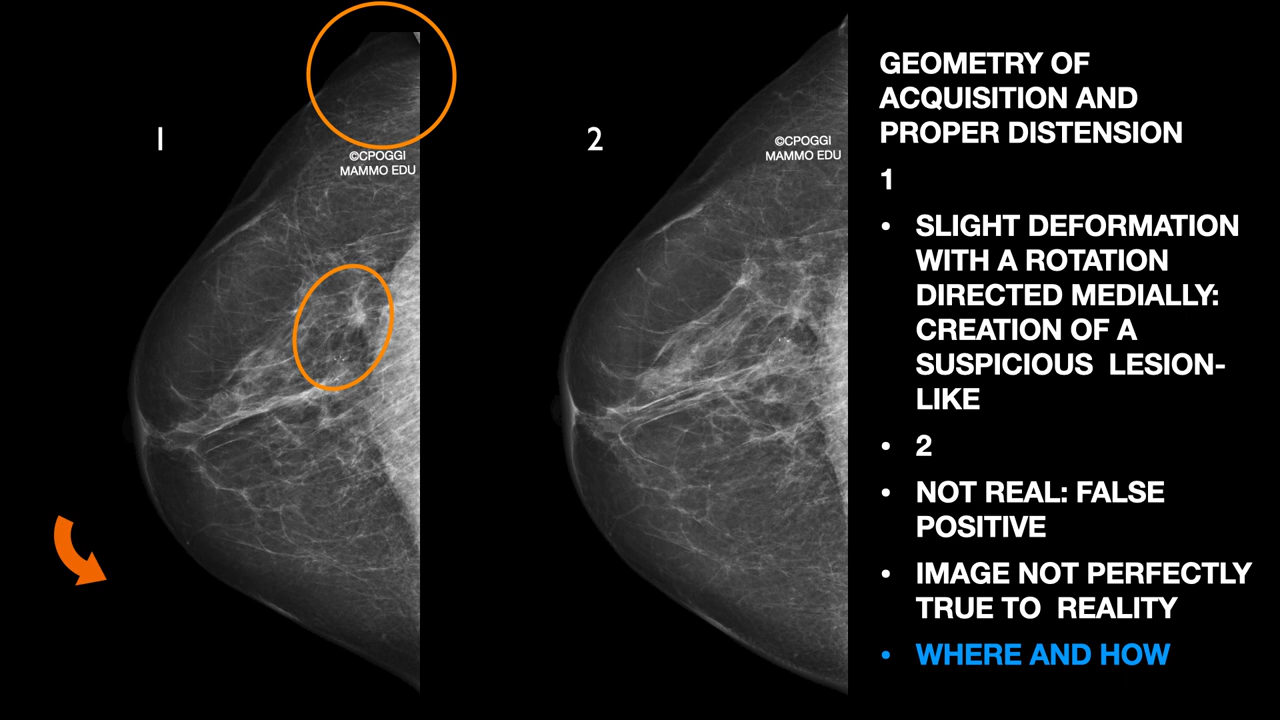 1
©CPOGGI
MAMMO EDU
2
©CPOGGI
MAMMO EDU
GEOMETRY OF
ACQUISITION AND
PROPER DISTENSION
1
• SLIGHT DEFORMATION
WITH A ROTATION
DIRECTED MEDIALLY:
CREATION OF A
SUSPICIOUS  LESION-
LIKE
• 2
• NOT REAL: FALSE
POSITIVE
• IMAGE NOT PERFECTLY
TRUE TO  REALITY
• WHERE AND HOW